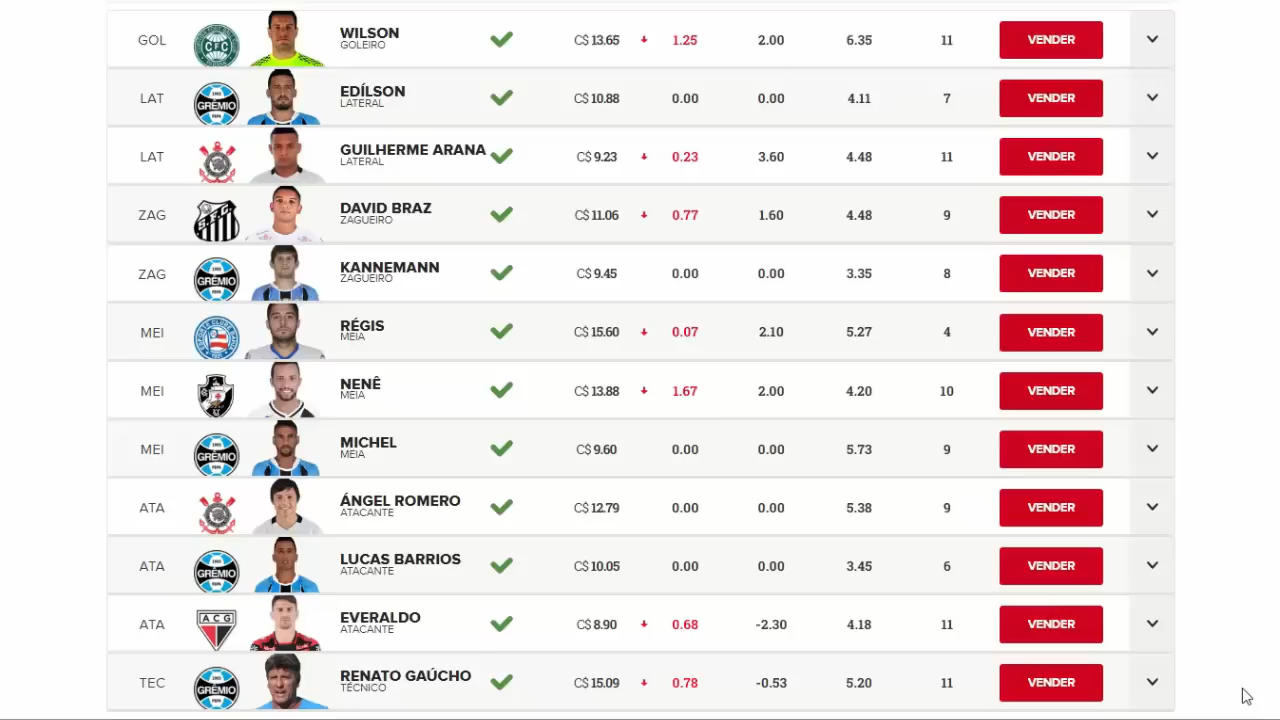 GOL WILSON C$ 13.65 1.25 2.00 6.35 11 VENDER
GOLEIRO
LAT GRÊMIO EDÍLSON C$ 10.88 0.00 0.00 4.11 7 VENDER
LATERAL
LAT GUILHERME ARANA C$ 9.23 0.23 3.60 4.48 11 VENDER
LATERAL
ZAG DAVID BRAZ C$ 11.06 0.77 1.60 4.48 9 VENDER
ZAGUEIRO
ZAG GRÊMIO KANNEMANN C$ 9.45 0.00 0.00 3.35 8 VENDER
ZAGUEIRO
MEI RÉGIS C$ 15.60 0.07 2.10 5.27 4 VENDER
MEIA
MEI NENÊ C$ 13.88 1.67 2.00 4.20 10 VENDER
MEIA
MEI GRÊMIO MICHEL C$ 9.60 0.00 0.00 5.73 9 VENDER
MEIA
ATA ÁNGEL ROMERO C$ 12.79 0.00 0.00 5.38 9 VENDER
ATACANTE
ATA GRÊMIO LUCAS BARRIOS C$ 10.05 0.00 0.00 3.45 6 VENDER
ATACANTE
ATA ACG EVERALDO C$ 8.90 0.68 -2.30 4.18 11 VENDER
ATACANTE
TEC GRÊMIO RENATO GAÚCHO C$ 15.09 0.78 -0.53 5.20 11 VENDER
TÉCNICO